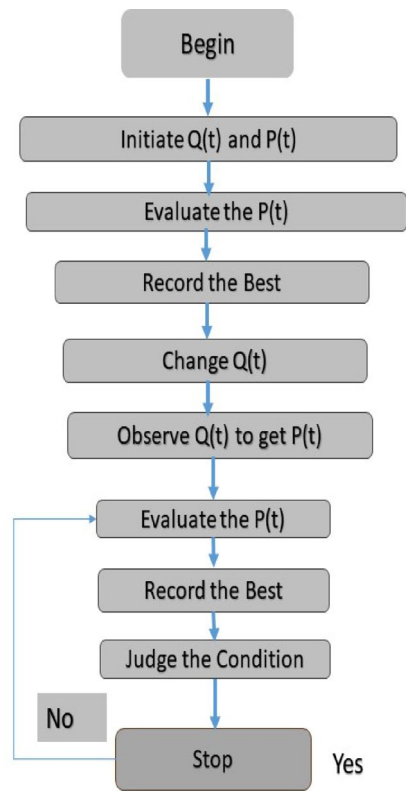 Begin
Initiate Q(t) and P(t)
Evaluate the P(t)
Record the Best
Change Q(t)
Observe Q(t) to get P(t)
Evaluate the P(t)
Record the Best
Judge the Condition
No
Stop
Yes